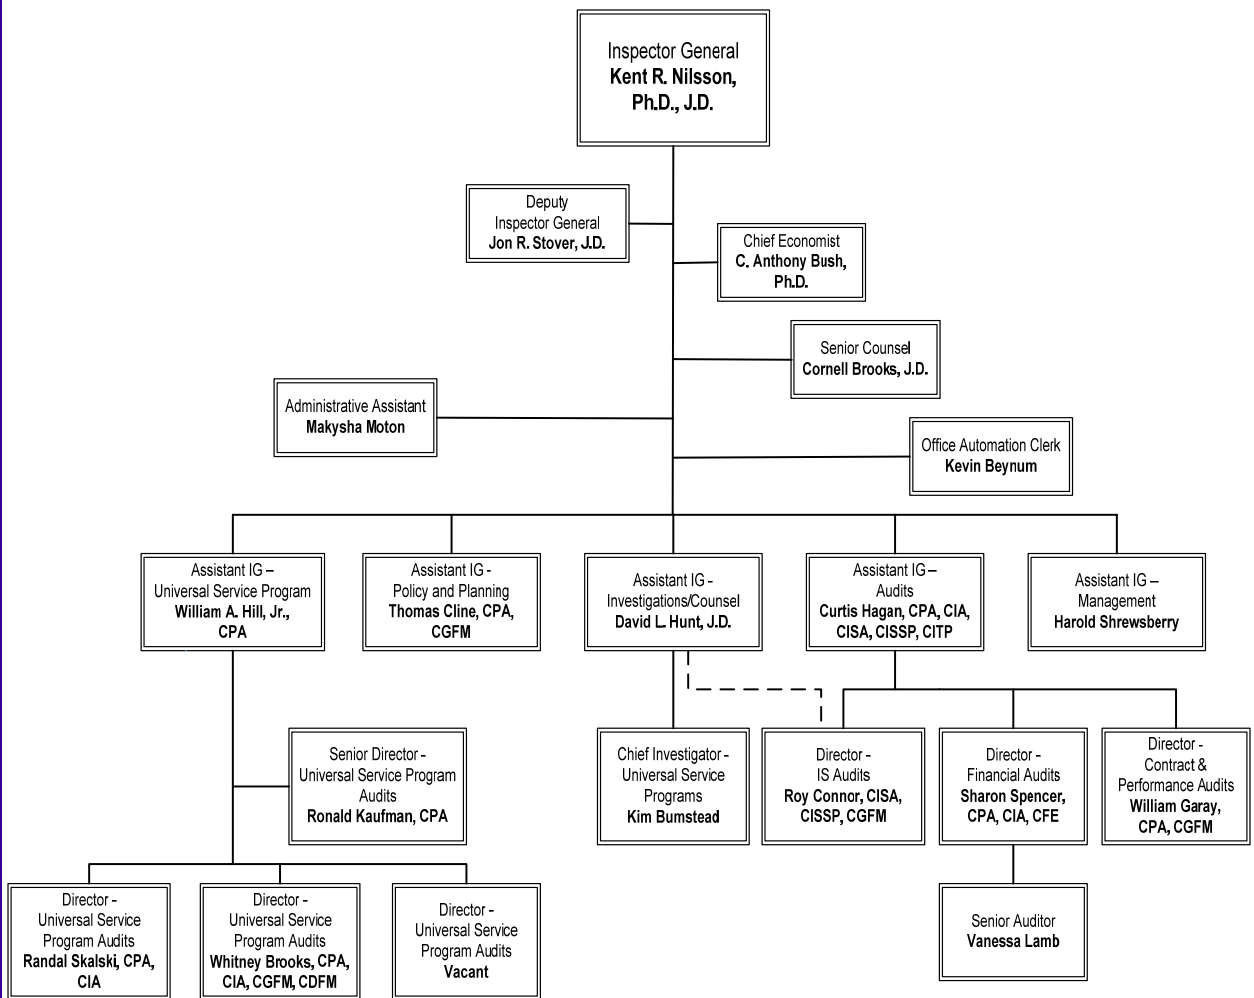 Inspector General
Kent R. Nilsson,
Ph.D., J.D.
Deputy
Inspector General
Jon R. Stover, J.D.
Chief Economist
C. Anthony Bush,
Ph.D.
Senior Counsel
Cornell Brooks, J.D.
Administrative Assistant
Makysha Moton
Office Automation Clerk
Kevin Beynum
Assistant IG –
Universal Service Program
William A. Hill, Jr.,
CPA
Assistant IG -
Policy and Planning
Thomas Cline, CPA,
CGFM
Assistant IG -
Investigations/Counsel
David L. Hunt, J.D.
Assistant IG –
Audits
Curtis Hagan, CPA, CIA,
CISA, CISSP, CITP
Assistant IG –
Management
Harold Shrewsberry
Senior Director -
Universal Service Program
Audits
Ronald Kaufman, CPA
Chief Investigator -
Universal Service
Programs
Kim Bumstead
Director -
IS Audits
Roy Connor, CISA,
CISSP, CGFM
Director -
Financial Audits
Sharon Spencer,
CPA, CIA, CFE
Director -
Contract &
Performance Audits
William Garay,
CPA, CGFM
Director -
Universal Service
Program Audits
Randal Skalski, CPA,
CIA
Director -
Universal Service
Program Audits
Whitney Brooks, CPA,
CIA, CGFM, CDFM
Director -
Universal Service
Program Audits
Vacant
Senior Auditor
Vanessa Lamb